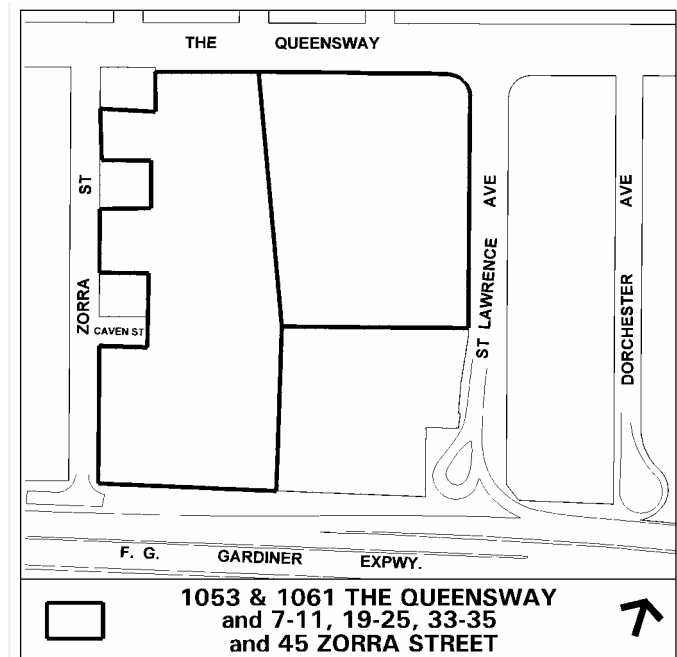 THE QUEENSWAY
ST
ZORRA
CAVEN ST
ST LAWRENCE AVE
DORCHESTER AVE
F. G. GARDINER EXPWY.
1053 & 1061 THE QUEENSWAY
and 7-11, 19-25, 33-35
and 45 ZORRA STREET